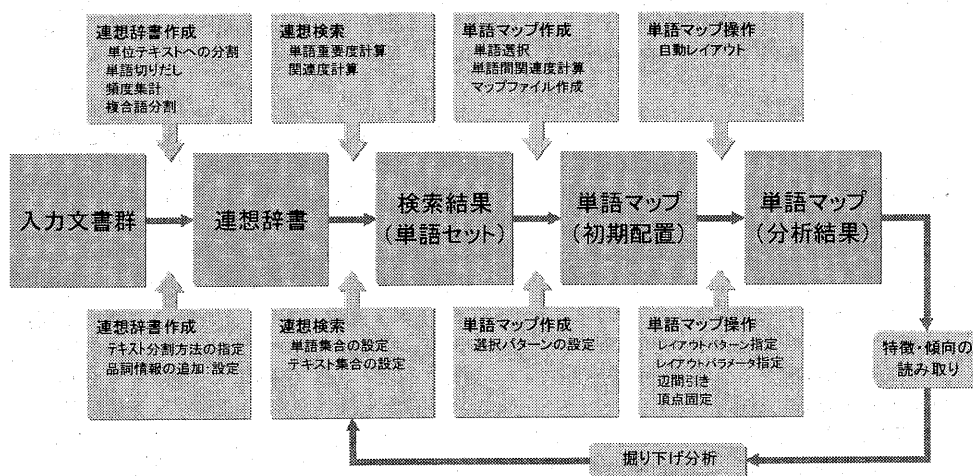 連想辞書作成
単位テキストへの分割
単語切りだし
頻度集計
複合語分割
連想検索
単語重要度計算
関連度計算
単語マップ作成
単語選択
単語間関連度計算
マップファイル作成
単語マップ操作
自動レイアウト
入力文書群
連想辞書
検索結果
(単語セット)
単語マップ
(初期配置)
単語マップ
(分析結果)
連想辞書作成
テキスト分割方法の指定
品詞情報の追加・設定
連想検索
単語集合の設定
テキスト集合の設定
単語マップ作成
選択パターンの設定
単語マップ操作
レイアウトパターン指定
レイアウトパラメータ指定
辺間引き
頂点固定
特徴・傾向の
読み取り
掘り下げ分析